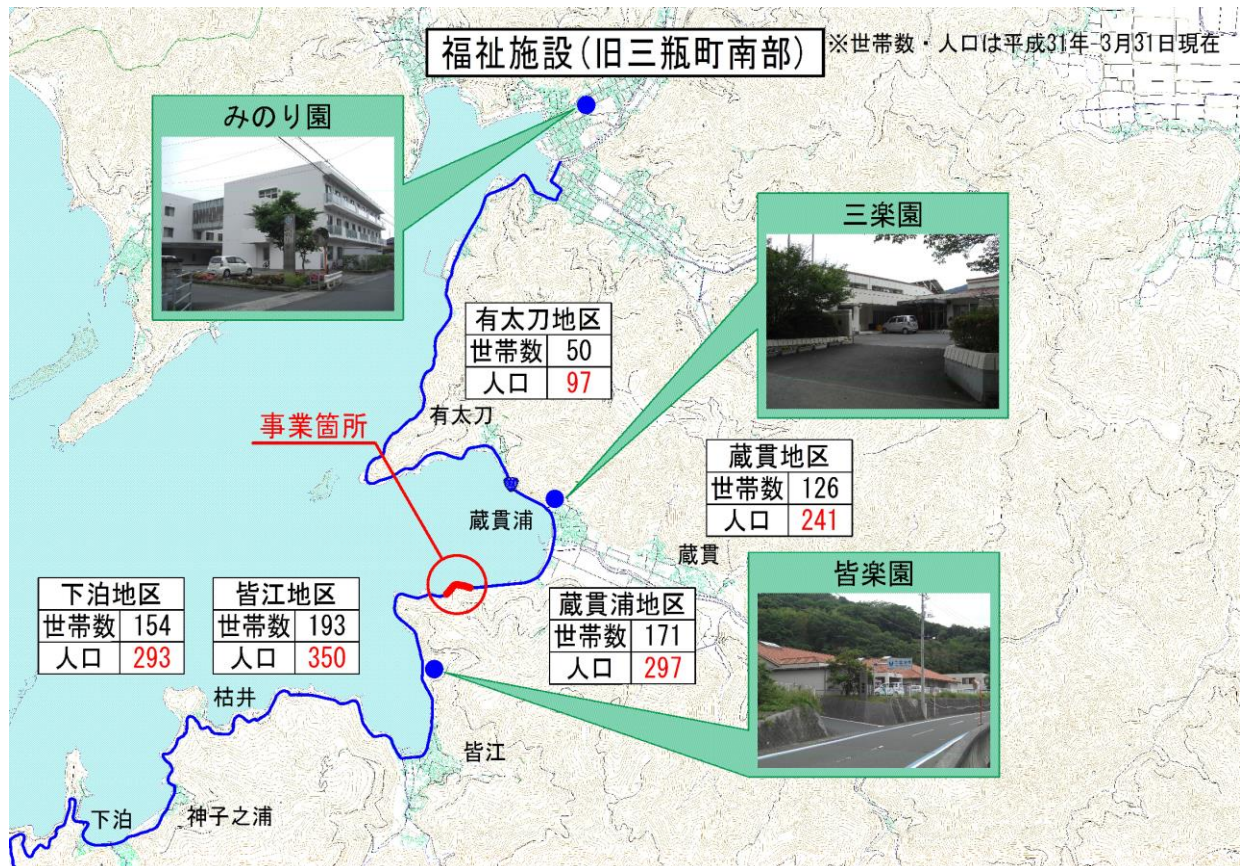 福祉施設(旧三瓶町南部)
※世帯数・人口は平成31年3月31日現在
みのり園
三楽園
有太刀地区
世帯数 50
人口 97
有太刀
事業箇所
蔵貫地区
世帯数 126
人口 241
蔵貫浦
蔵貫
皆楽園
下泊地区
世帯数 154
人口 293
皆江地区
世帯数 193
人口 350
蔵貫浦地区
世帯数 171
人口 297
枯井
皆江
神子之浦
下泊